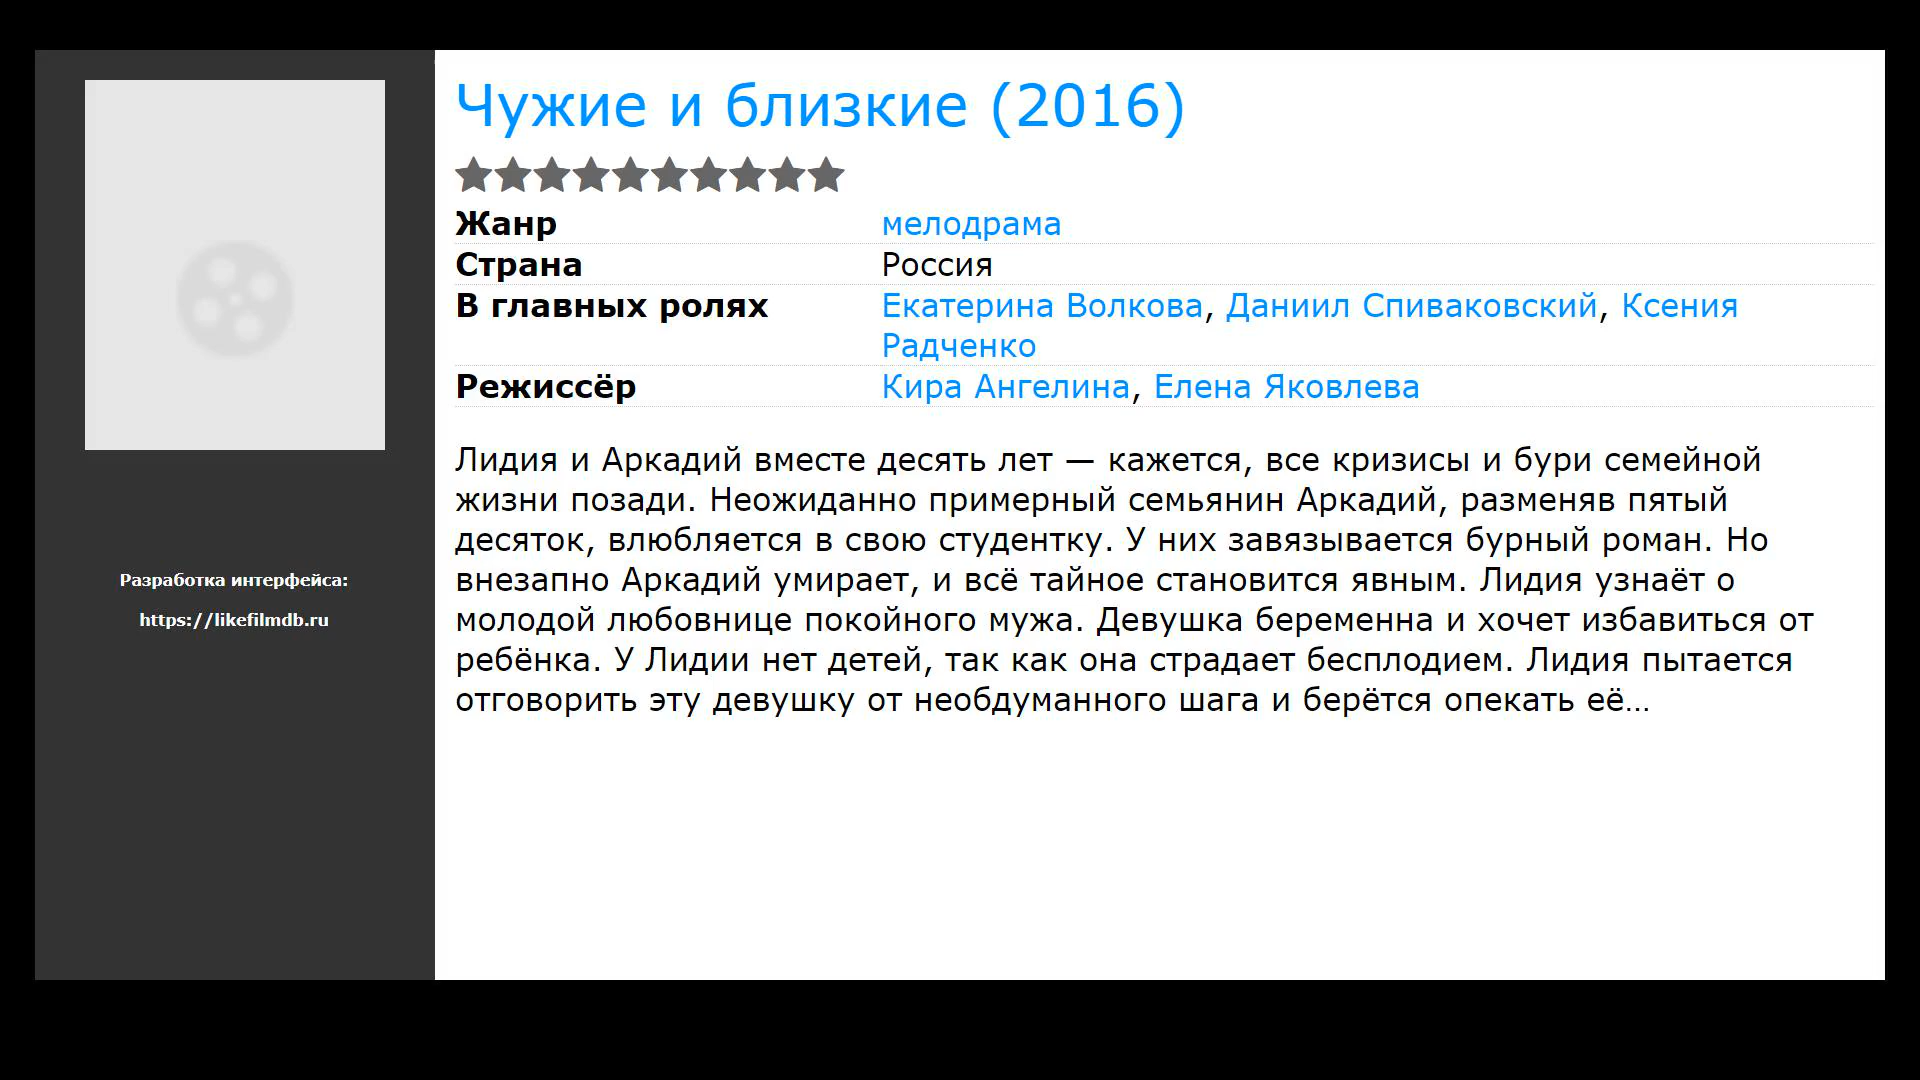 Чужие и близкие (2016)
Жанр мелодрама
Страна Россия
В главных ролях Екатерина Волкова, Даниил Спиваковский, Ксения
Радченко
Режиссёр Кира Ангелина, Елена Яковлева
Лидия и Аркадий вместе десять лет — кажется, все кризисы и бури семейной
жизни позади. Неожиданно примерный семьянин Аркадий, разменяв пятый
десяток, влюбляется в свою студентку. У них завязывается бурный роман. Но
внезапно Аркадий умирает, и всё тайное становится явным. Лидия узнаёт о
молодой любовнице покойного мужа. Девушка беременна и хочет избавиться от
ребёнка. У Лидии нет детей, так как она страдает бесплодием. Лидия пытается
отговорить эту девушку от необдуманного шага и берётся опекать её...
Разработка интерфейса:
https://likefilmdb.ru